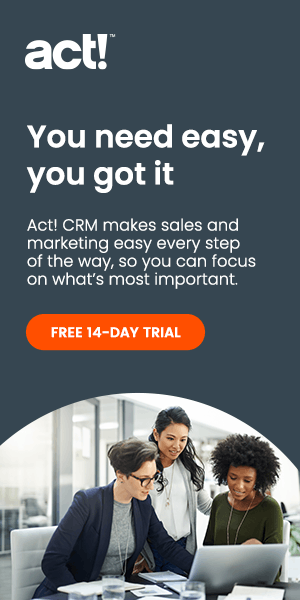 act!™
You need easy,
you got it
Act! CRM makes sales and
marketing easy every step
of the way, so you can focus
on what's most important.
FREE 14-DAY TRIAL